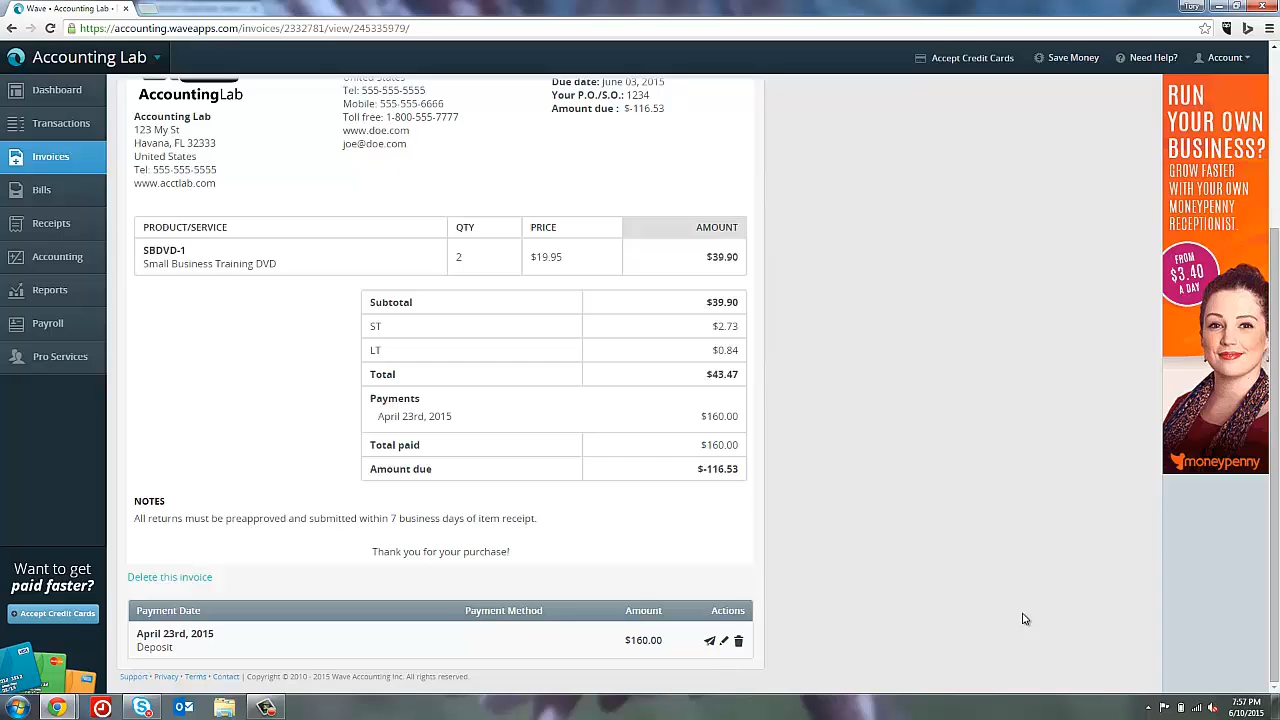 Wave - Accounting Lab -
Tory
https://accounting.waveapps.com/invoices/2332781/view/245335979/
Accounting Lab
Accept Credit Cards
Save Money
Need Help?
Account
Dashboard
Transactions
Invoices
Bills
Receipts
Accounting
Reports
Payroll
Pro Services
Want to get
paid faster?
+ Accept Credit Cards
AccountingLab
Accounting Lab
123 My St
Havana, FL 32333
United States
Tel: 555-555-5555
www.acctlab.com
United States
Tel: 555-555-5555
Mobile: 555-555-6666
Toll free: 1-800-555-7777
www.doe.com
joe@doe.com
Due date: June 03, 2015
Your P.O./S.O.: 1234
Amount due : $-116.53
PRODUCT/SERVICE QTY PRICE AMOUNT
SBDVD-1
Small Business Training DVD 2 $19.95 $39.90
Subtotal $39.90
ST $2.73
LT $0.84
Total $43.47
Payments
April 23rd, 2015 $160.00
Total paid $160.00
Amount due $-116.53
NOTES
All returns must be preapproved and submitted within 7 business days of item receipt.
Thank you for your purchase!
Delete this invoice
Payment Date Payment Method Amount Actions
April 23rd, 2015
Deposit $160.00
Support • Privacy • Terms • Contact | Copyright © 2010 - 2015 Wave Accounting Inc. All rights reserved.
RUN
YOUR OWN
BUSINESS?
GROW FASTER
WITH YOUR OWN
MONEYPENNY
RECEPTIONIST.
FROM
$3.40
A DAY
moneypenny
7:57 PM
6/10/2015